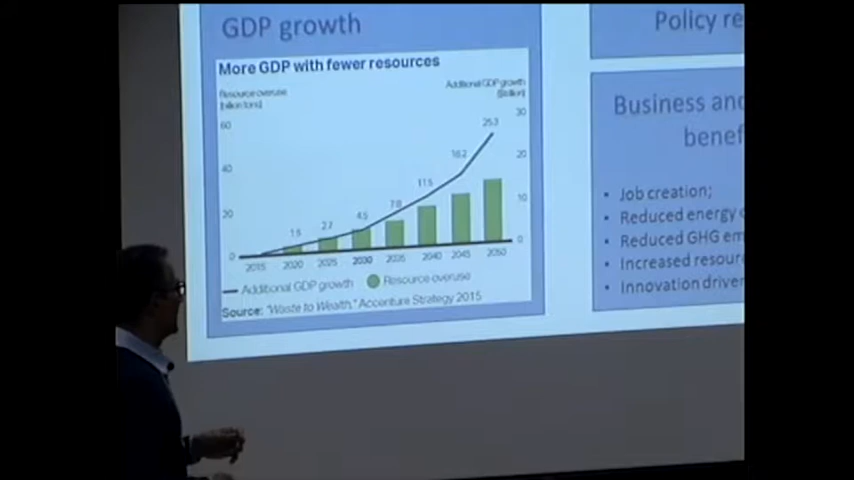 GDP growth
More GDP with fewer resources
Resource overuse
(billion tons)
Additional GDP growth
($trillion)
60
40
20
0
30
20
10
0
1.5
2.7
4.5
7.8
11.5
16.2
25.3
2015 2020 2025 2030 2035 2040 2045 2050
Additional GDP growth
Resource overuse
Source: "Waste to Wealth," Accenture Strategy 2015
Policy re
Business and
benef
• Job creation;
• Reduced energy c
• Reduced GHG em
• Increased resour
• Innovation driver